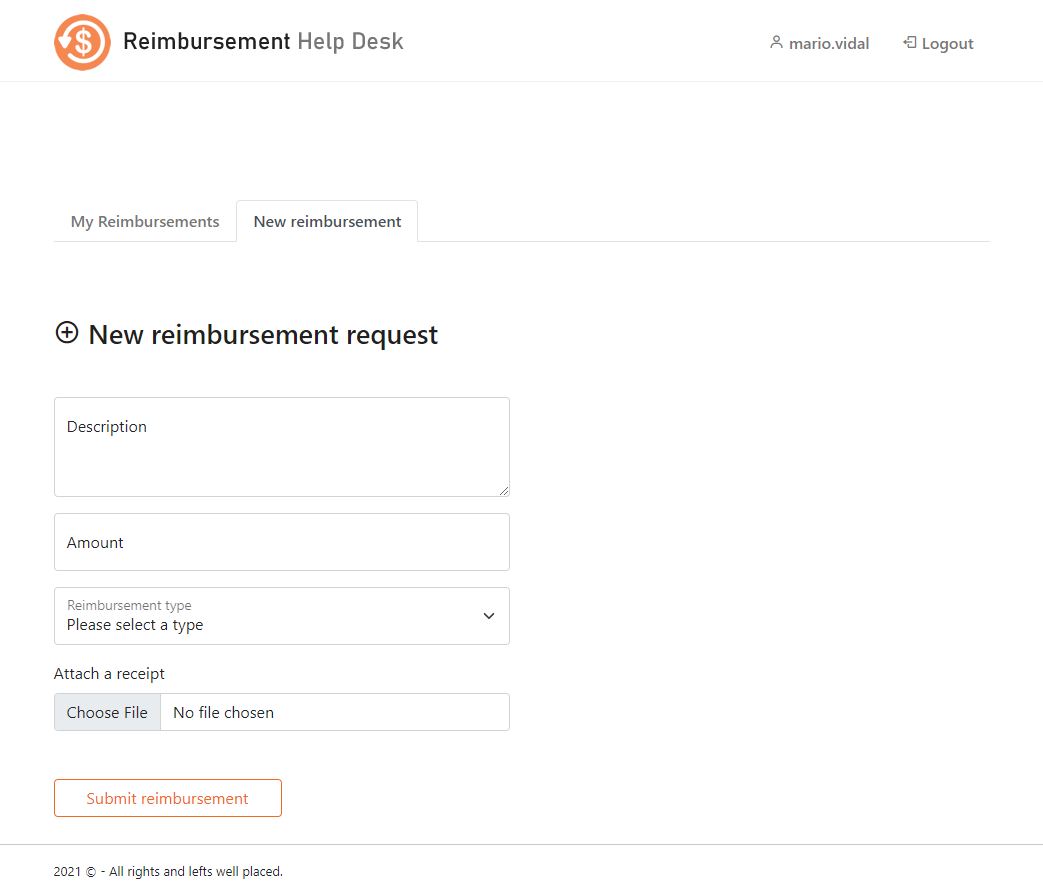 Reimbursement Help Desk
mario.vidal
Logout
My Reimbursements
New reimbursement
New reimbursement request
Description
Amount
Reimbursement type
Please select a type
Attach a receipt
Choose File
No file chosen
Submit reimbursement
2021 © - All rights and lefts well placed.